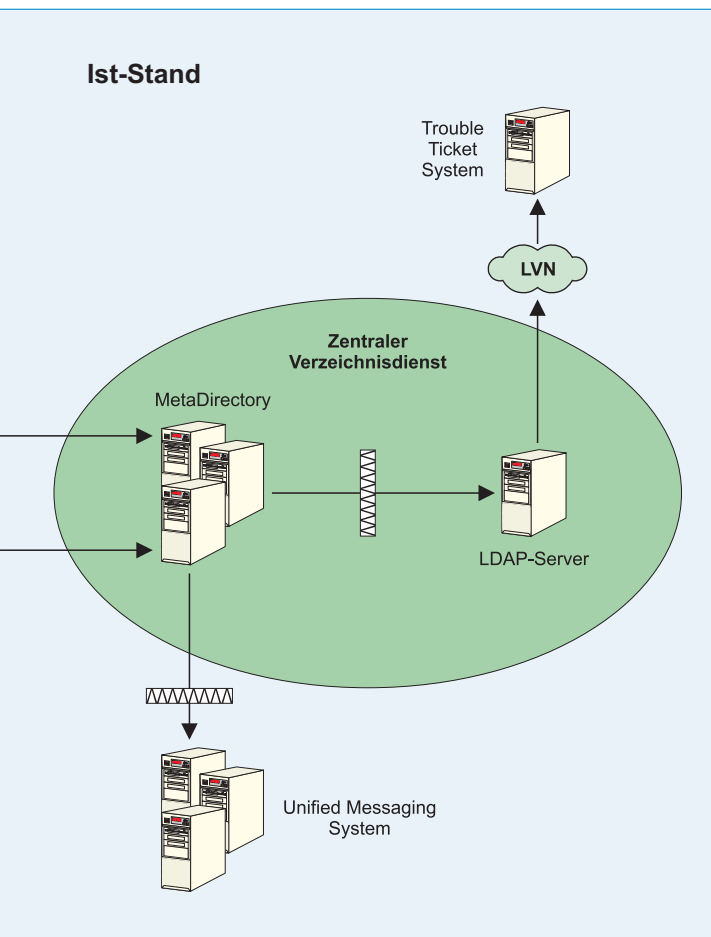 Ist-Stand
Trouble
Ticket
System
LVN
Zentraler
Verzeichnisdienst
MetaDirectory
LDAP-Server
Unified Messaging
System